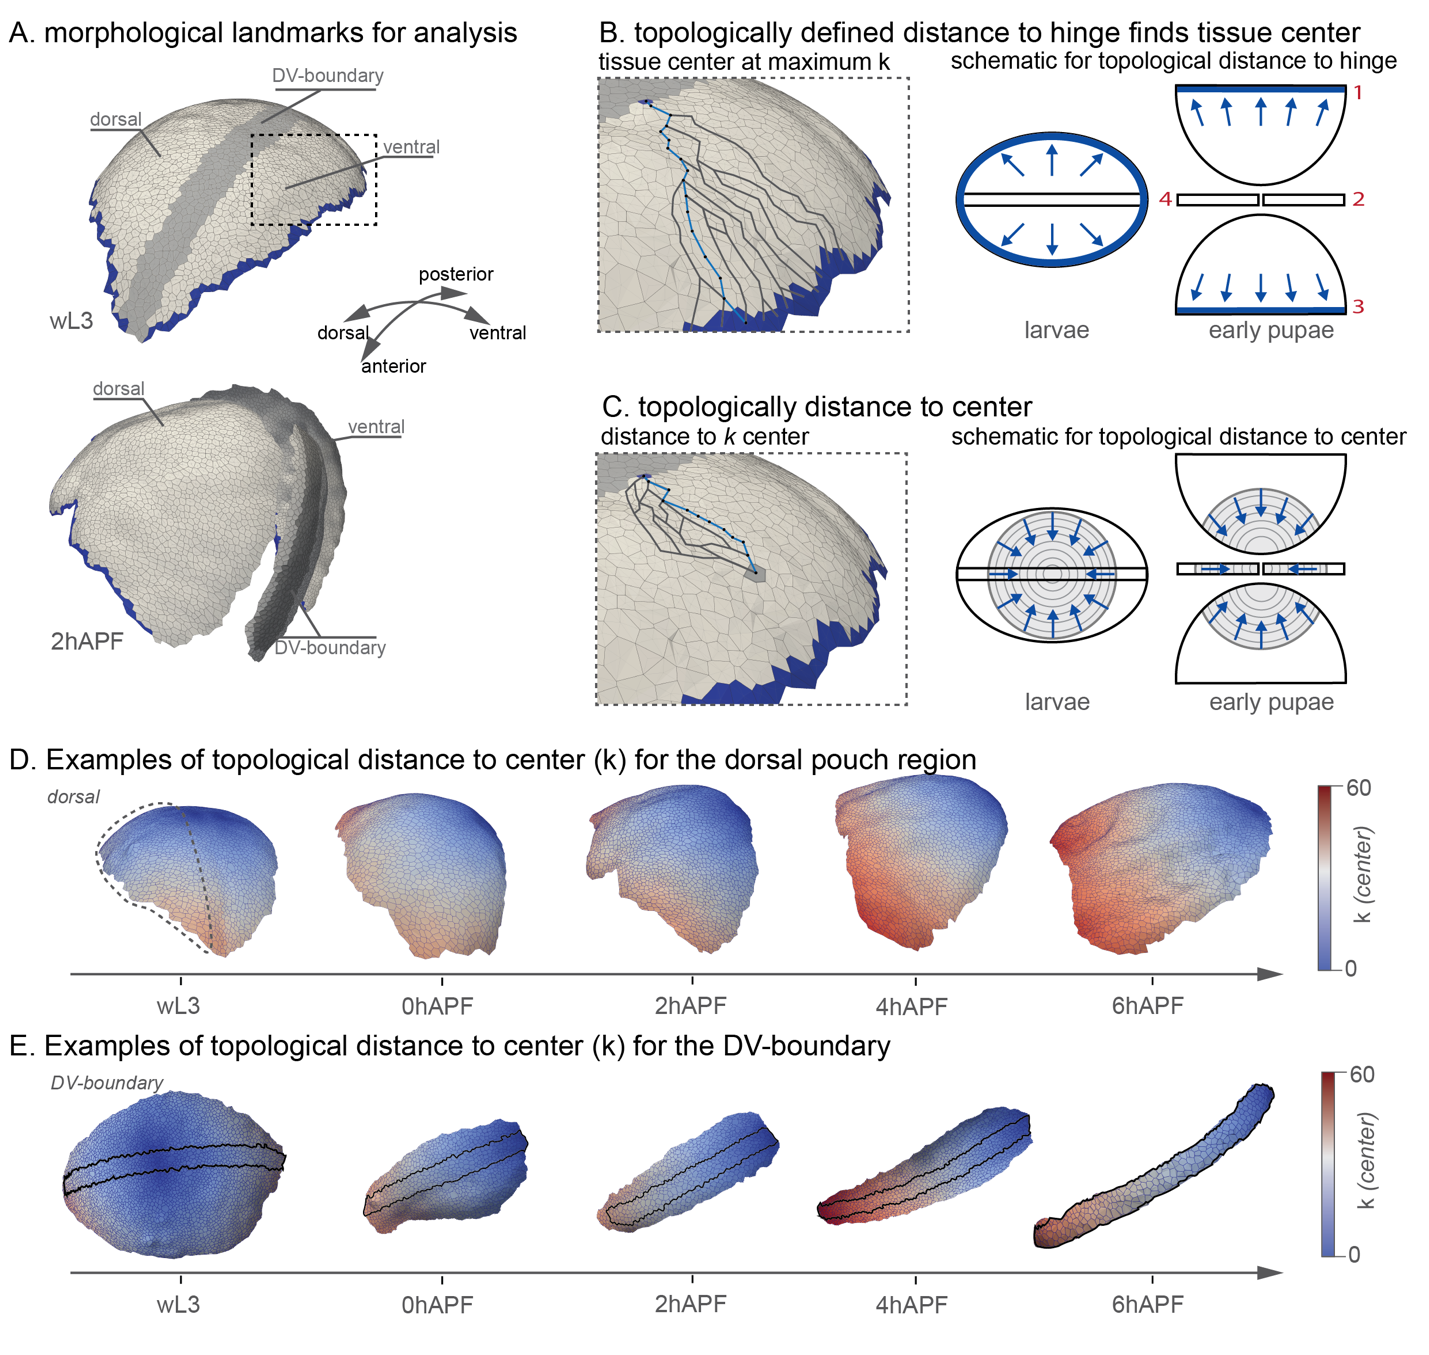 A. morphological landmarks for analysis
DV-boundary
dorsal
ventral
wL3
posterior
dorsal
ventral
anterior
dorsal
ventral
2hAPF
DV-boundary
B. topologically defined distance to hinge finds tissue center
tissue center at maximum k
schematic for topological distance to hinge
1
4
2
3
larvae
early pupae
C. topologically distance to center
distance to k center
schematic for topological distance to center
larvae
early pupae
D. Examples of topological distance to center (k) for the dorsal pouch region
dorsal
60
k (center)
0
wL3
0hAPF
2hAPF
4hAPF
6hAPF
E. Examples of topological distance to center (k) for the DV-boundary
DV-boundary
60
k (center)
0
wL3
0hAPF
2hAPF
4hAPF
6hAPF